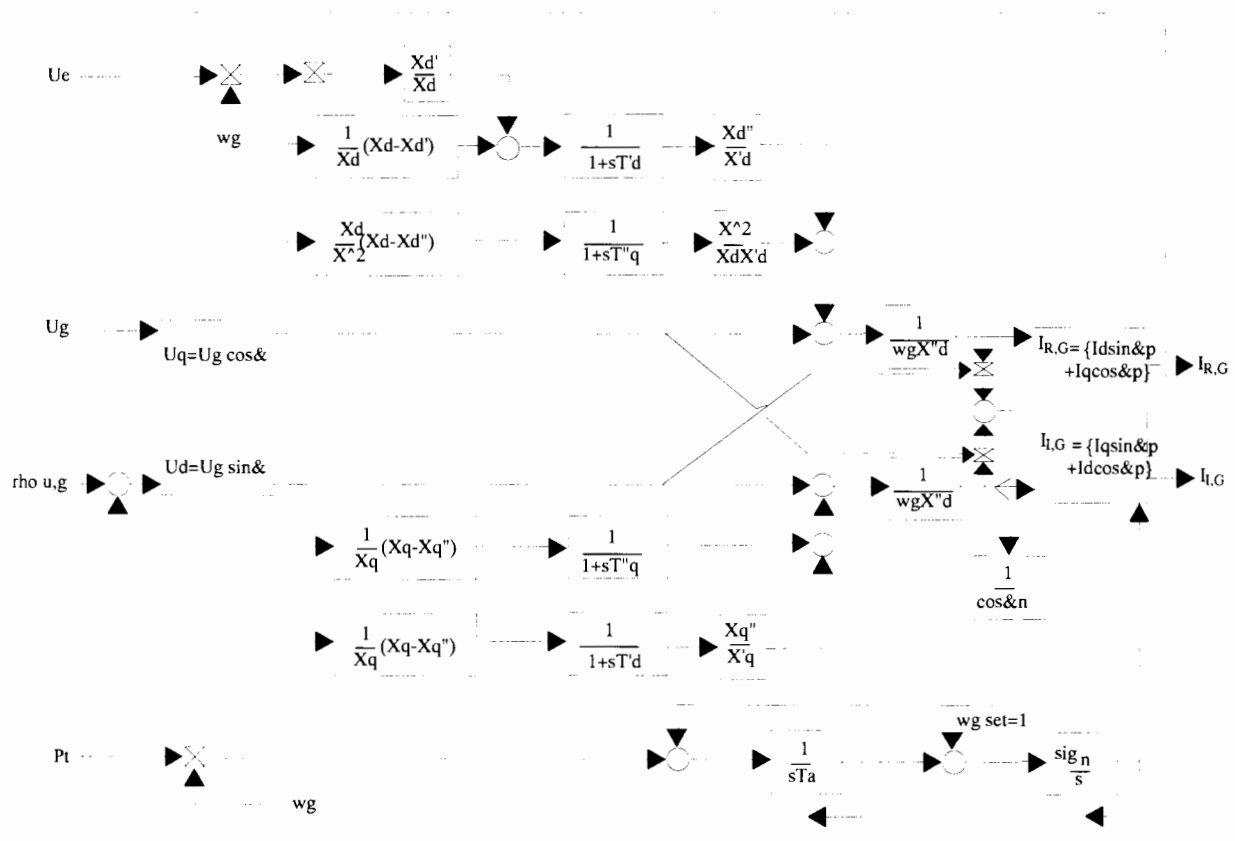 Ue
Xd'
Xd
wg
1
Xd
(Xd-Xd')
1
1+sT'd
Xd"
X'd
Xd
X^2
(Xd-Xd")
1
1+sT"q
X^2
XdX'd
Ug
Uq=Ug cos&
1
wgX"d
IR,G= {Idsin&p
+Iqcos&p}
IR,G
rho u,g
Ud=Ug sin&
1
wgX"d
II,G = {Iqsin&p
+Idcos&p}
II,G
1
Xq
(Xq-Xq")
1
1+sT"q
1
cos&n
1
Xq
(Xq-Xq")
1
1+sT'd
Xq"
X'q
Pt
wg
1
sTa
wg set=1
sig n
s